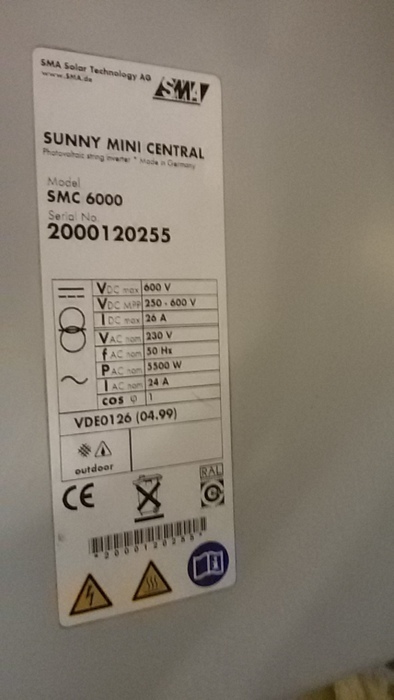 SMA Solar Technology AG
www.SMA.de
SMA
SUNNY MINI CENTRAL
Photovoltaic string inverter * Made in Germany
Model
SMC 6000
Serial No.
2000120255
VDC max 600 V
VDC MPP 250 - 600 V
IDC max 26 A
VAC nom 230 V
fAC nom 50 Hz
PAC nom 5500 W
IAC nom 24 A
cos φ 1
VDE0126 (04.99)
outdoor
CE
RAL
*2000120255*